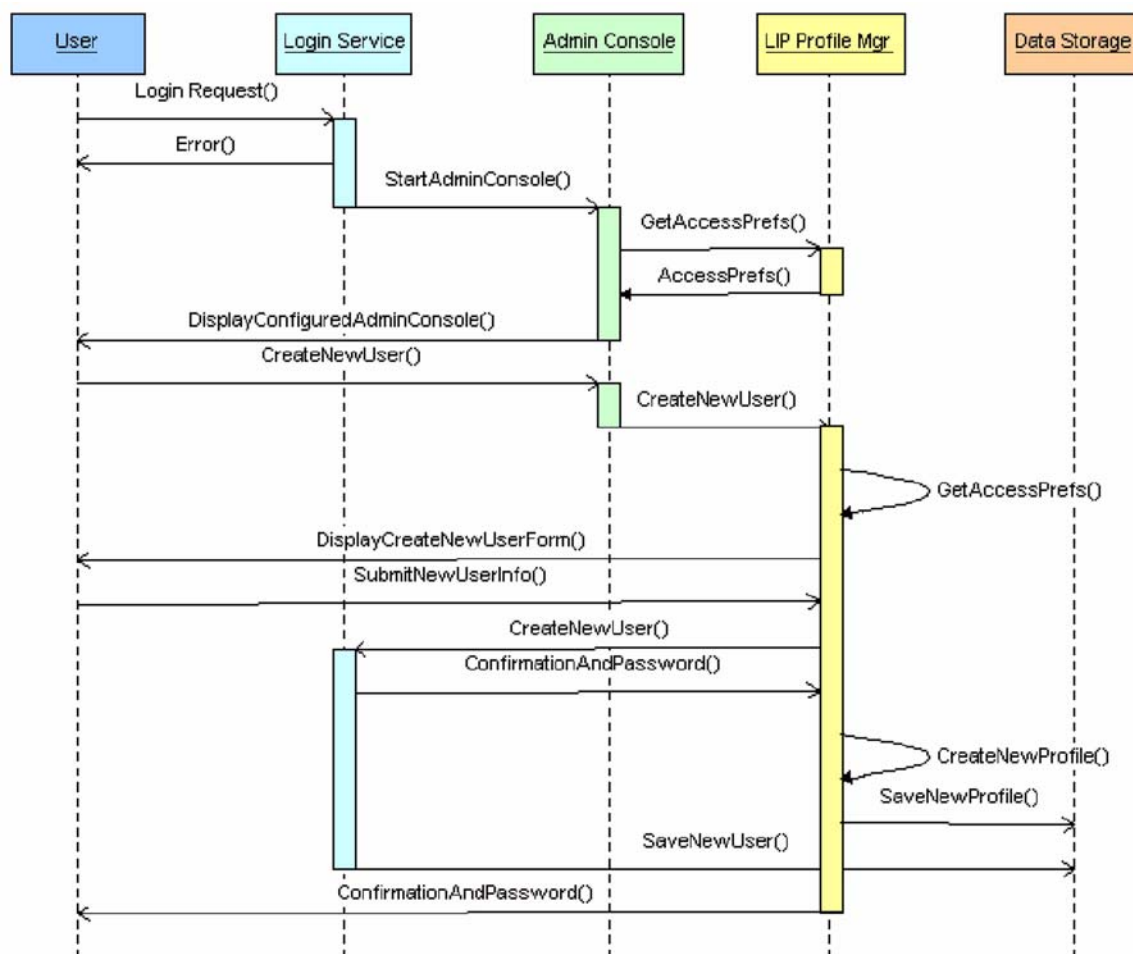 User
Login Service
Admin Console
LIP Profile Mgr
Data Storage
Login Request()
Error()
StartAdminConsole()
GetAccessPrefs()
AccessPrefs()
DisplayConfiguredAdminConsole()
CreateNewUser()
CreateNewUser()
GetAccessPrefs()
DisplayCreateNewUserForm()
SubmitNewUserInfo()
CreateNewUser()
ConfirmationAndPassword()
CreateNewProfile()
SaveNewProfile()
SaveNewUser()
ConfirmationAndPassword()